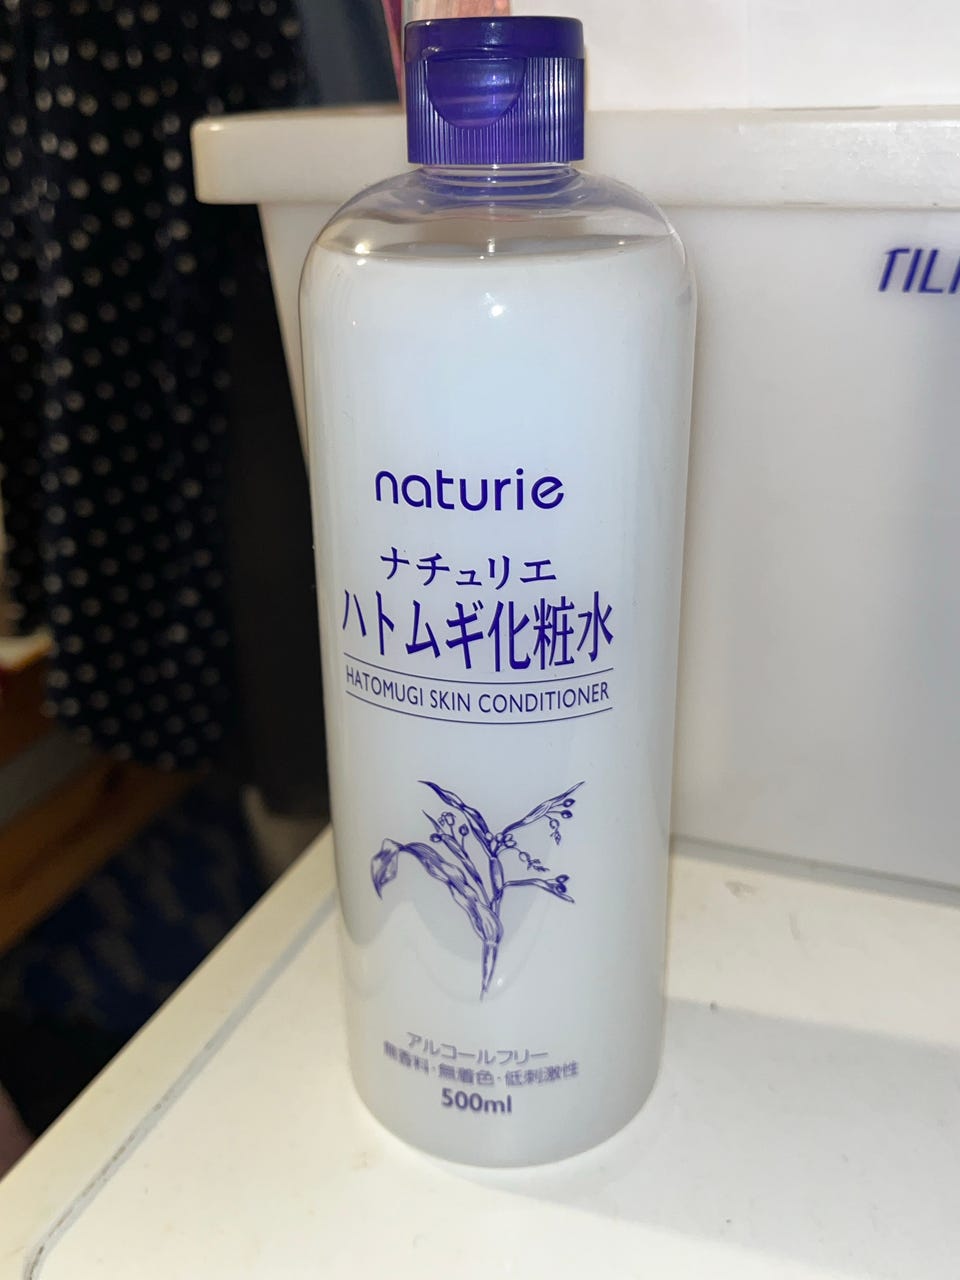 naturie
ナチュリエ
ハトムギ化粧水
HATOMUGI SKIN CONDITIONER
アルコールフリー
無香料・無着色・低刺激性
500ml